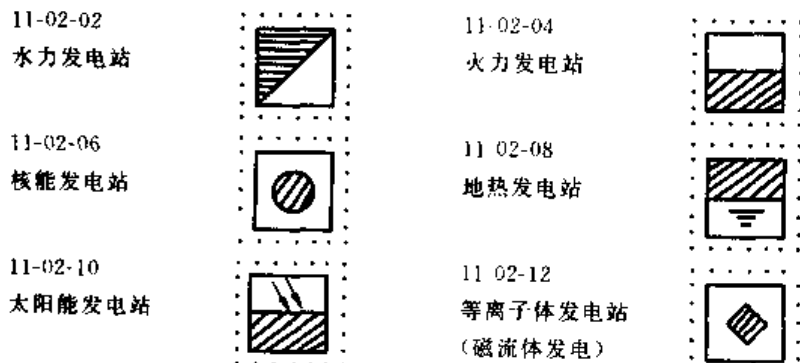 11-02-02
水力发电站
11-02-04
火力发电站
11-02-06
核能发电站
11 02-08
地热发电站
11-02-10
太阳能发电站
11 02-12
等离子体发电站
(磁流体发电)